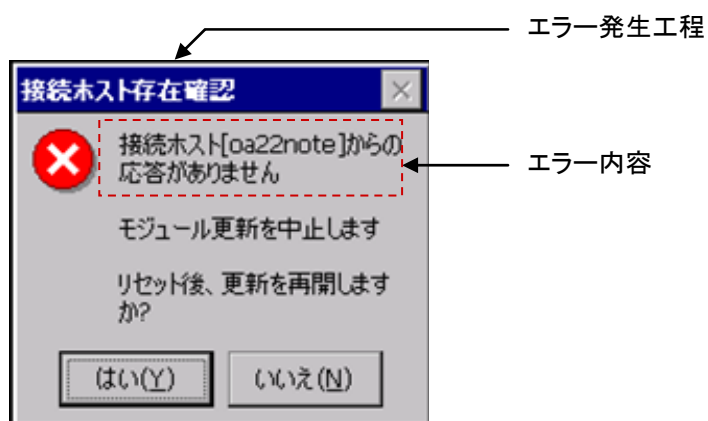 エラー発生工程
接続ホスト存在確認
接続ホスト[oa22note]からの
応答がありません
エラー内容
モジュール更新を中止します
リセット後、更新を再開します
か?
はい(Y)
いいえ(N)